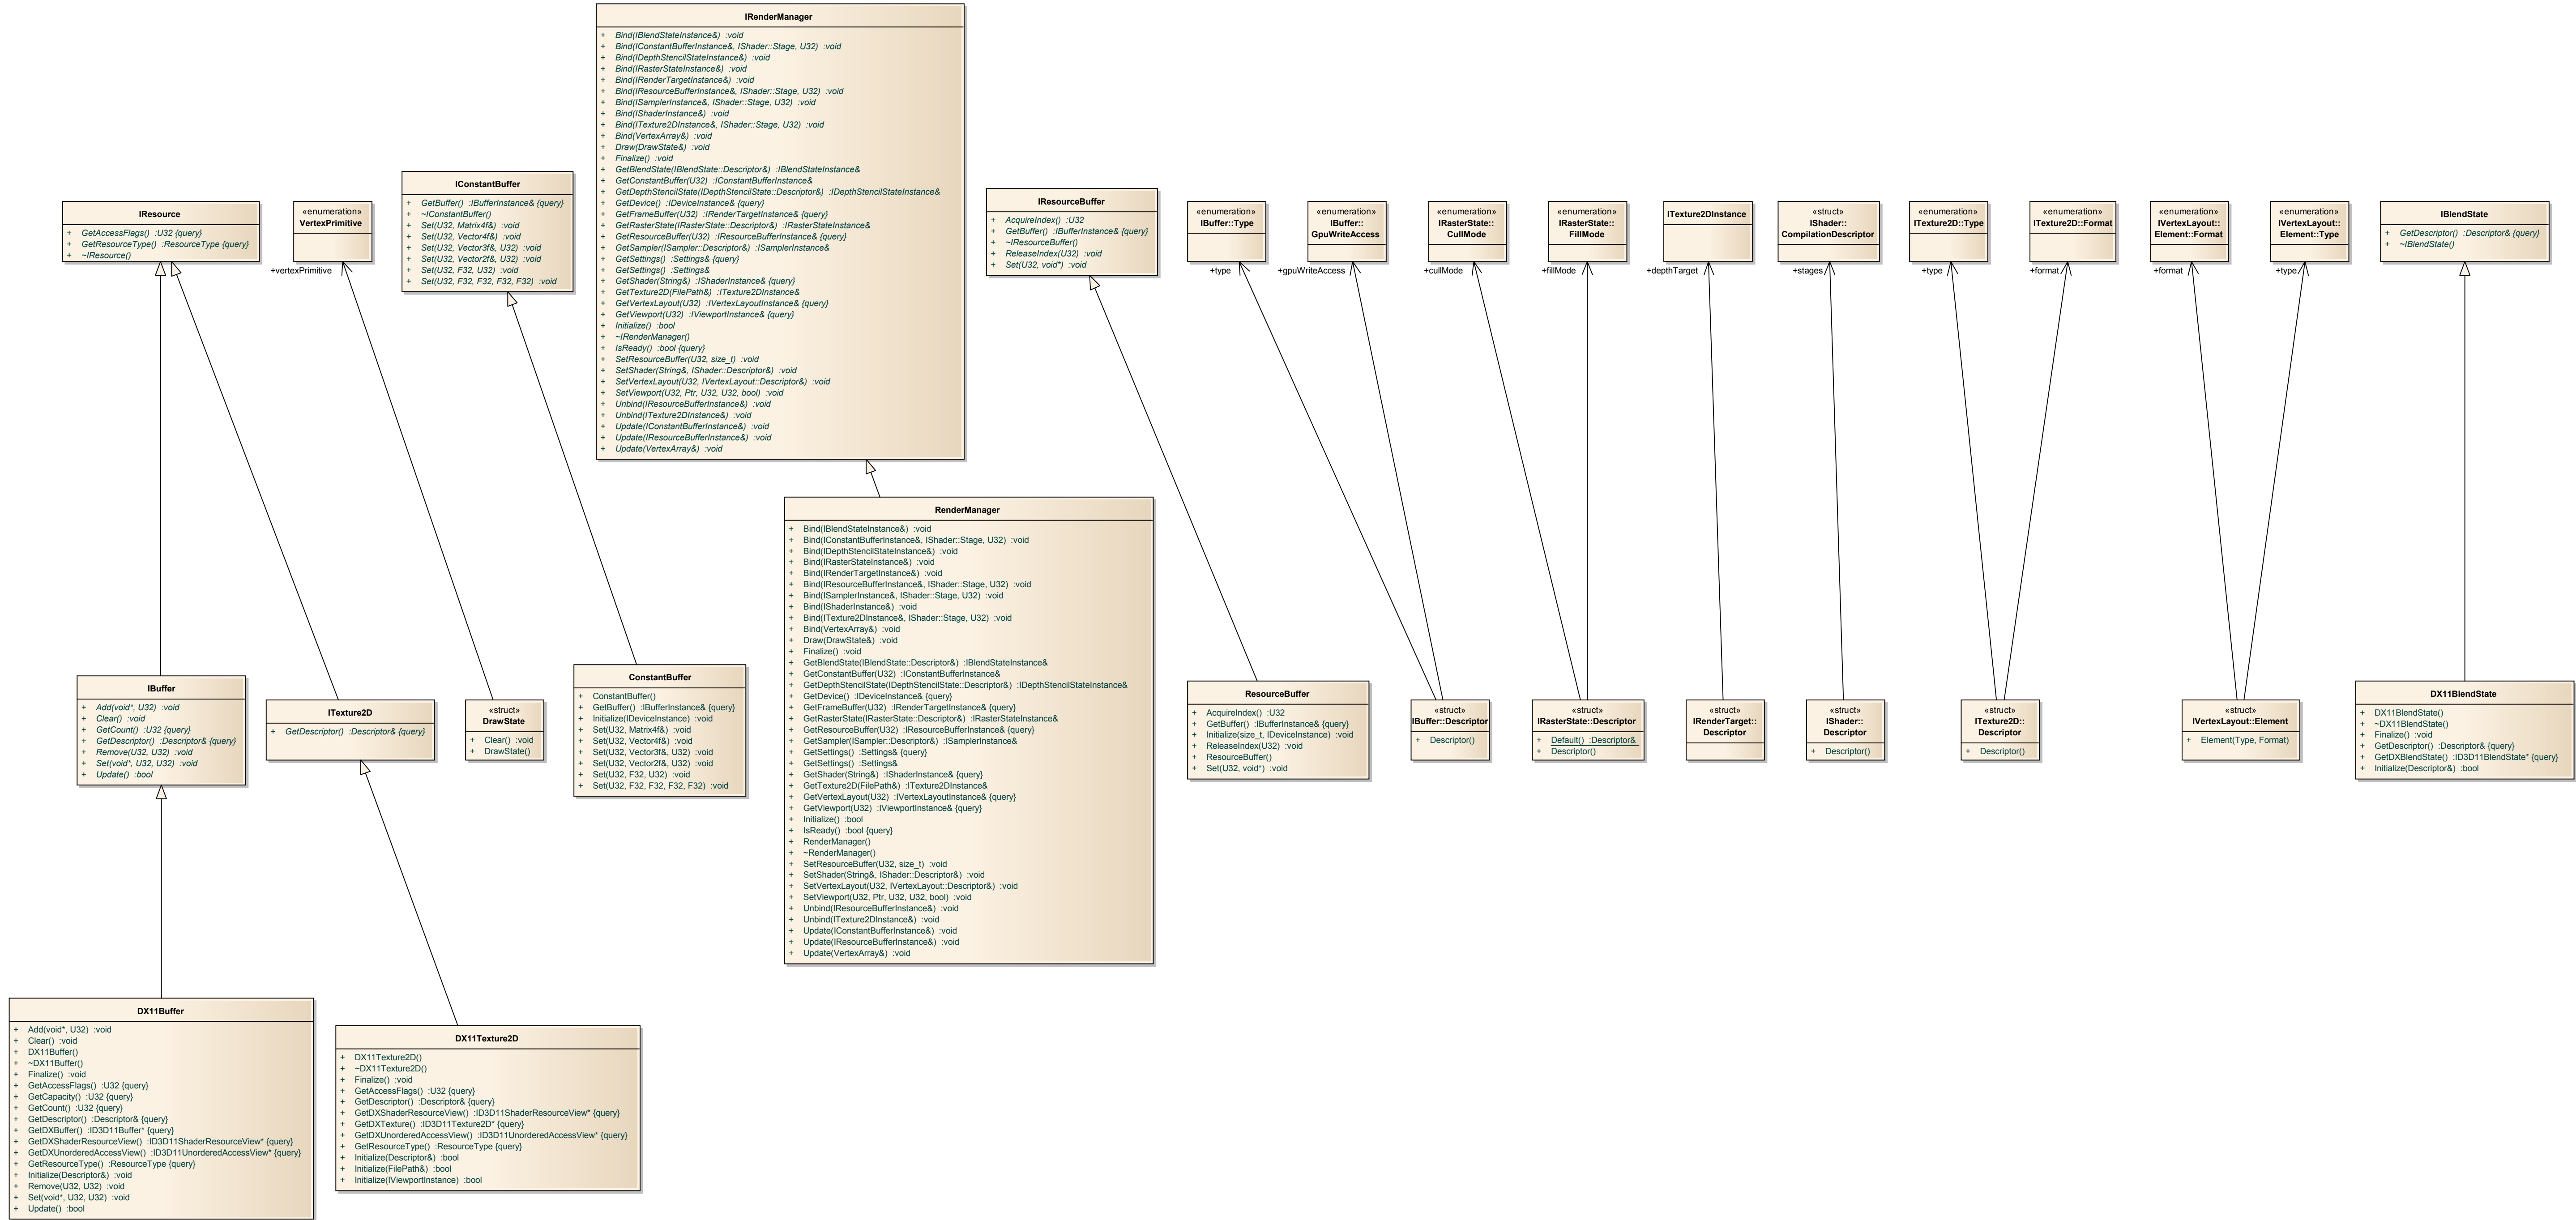 IRenderManager
+ Bind(IBlendStateInstance&) :void
+ Bind(IConstantBufferInstance&, IShader::Stage, U32) :void
+ Bind(IDepthStencilStateInstance&) :void
+ Bind(IRasterStateInstance&) :void
+ Bind(IRenderTargetInstance&) :void
+ Bind(IResourceBufferInstance&, IShader::Stage, U32) :void
+ Bind(ISamplerInstance&, IShader::Stage, U32) :void
+ Bind(IShaderInstance&) :void
+ Bind(ITexture2DInstance&, IShader::Stage, U32) :void
+ Bind(VertexArray&) :void
+ Draw(DrawState&) :void
+ Finalize() :void
+ GetBlendState(IBlendState::Descriptor&) :IBlendStateInstance&
+ GetConstantBuffer(U32) :IConstantBufferInstance&
+ GetDepthStencilState(IDepthStencilState::Descriptor&) :IDepthStencilStateInstance&
+ GetDevice() :IDeviceInstance& {query}
+ GetFrameBuffer(U32) :IRenderTargetInstance& {query}
+ GetRasterState(IRasterState::Descriptor&) :IRasterStateInstance&
+ GetResourceBuffer(U32) :IResourceBufferInstance& {query}
+ GetSampler(ISampler::Descriptor&) :ISamplerInstance&
+ GetSettings() :Settings& {query}
+ GetSettings() :Settings&
+ GetShader(String&) :IShaderInstance& {query}
+ GetTexture2D(FilePath&) :ITexture2DInstance&
+ GetVertexLayout(U32) :IVertexLayoutInstance& {query}
+ GetViewport(U32) :IViewportInstance& {query}
+ Initialize() :bool
+ ~IRenderManager()
+ IsReady() :bool {query}
+ SetResourceBuffer(U32, size_t) :void
+ SetShader(String&, IShader::Descriptor&) :void
+ SetVertexLayout(U32, IVertexLayout::Descriptor&) :void
+ SetViewport(U32, Ptr, U32, U32, bool) :void
+ Unbind(IResourceBufferInstance&) :void
+ Unbind(ITexture2DInstance&) :void
+ Update(IConstantBufferInstance&) :void
+ Update(IResourceBufferInstance&) :void
+ Update(VertexArray&) :void
IResource
+ GetAccessFlags() :U32 {query}
+ GetResourceType() :ResourceType {query}
+ ~IResource()
«enumeration»
VertexPrimitive
+vertexPrimitive
IConstantBuffer
+ GetBuffer() :IBufferInstance& {query}
+ ~IConstantBuffer()
+ Set(U32, Matrix4f&) :void
+ Set(U32, Vector4f&) :void
+ Set(U32, Vector3f&, U32) :void
+ Set(U32, Vector2f&, U32) :void
+ Set(U32, F32, U32) :void
+ Set(U32, F32, F32, F32, F32) :void
IResourceBuffer
+ AcquireIndex() :U32
+ GetBuffer() :IBufferInstance& {query}
+ ~IResourceBuffer()
+ ReleaseIndex(U32) :void
+ Set(U32, void*) :void
«enumeration»
IBuffer::Type
+type
«enumeration»
IBuffer::
GpuWriteAccess
+gpuWriteAccess
«enumeration»
IRasterState::
CullMode
+cullMode
«enumeration»
IRasterState::
FillMode
+fillMode
ITexture2DInstance
+depthTarget
«struct»
IShader::
CompilationDescriptor
+stages
«enumeration»
ITexture2D::Type
+type
«enumeration»
ITexture2D::Format
+format
«enumeration»
IVertexLayout::
Element::Format
+format
«enumeration»
IVertexLayout::
Element::Type
+type
IBlendState
+ GetDescriptor() :Descriptor& {query}
+ ~IBlendState()
RenderManager
+ Bind(IBlendStateInstance&) :void
+ Bind(IConstantBufferInstance&, IShader::Stage, U32) :void
+ Bind(IDepthStencilStateInstance&) :void
+ Bind(IRasterStateInstance&) :void
+ Bind(IRenderTargetInstance&) :void
+ Bind(IResourceBufferInstance&, IShader::Stage, U32) :void
+ Bind(ISamplerInstance&, IShader::Stage, U32) :void
+ Bind(IShaderInstance&) :void
+ Bind(ITexture2DInstance&, IShader::Stage, U32) :void
+ Bind(VertexArray&) :void
+ Draw(DrawState&) :void
+ Finalize() :void
+ GetBlendState(IBlendState::Descriptor&) :IBlendStateInstance&
+ GetConstantBuffer(U32) :IConstantBufferInstance&
+ GetDepthStencilState(IDepthStencilState::Descriptor&) :IDepthStencilStateInstance&
+ GetDevice() :IDeviceInstance& {query}
+ GetFrameBuffer(U32) :IRenderTargetInstance& {query}
+ GetRasterState(IRasterState::Descriptor&) :IRasterStateInstance&
+ GetResourceBuffer(U32) :IResourceBufferInstance& {query}
+ GetSampler(ISampler::Descriptor&) :ISamplerInstance&
+ GetSettings() :Settings& {query}
+ GetSettings() :Settings&
+ GetShader(String&) :IShaderInstance& {query}
+ GetTexture2D(FilePath&) :ITexture2DInstance&
+ GetVertexLayout(U32) :IVertexLayoutInstance& {query}
+ GetViewport(U32) :IViewportInstance& {query}
+ Initialize() :bool
+ IsReady() :bool {query}
+ RenderManager()
+ ~RenderManager()
+ SetResourceBuffer(U32, size_t) :void
+ SetShader(String&, IShader::Descriptor&) :void
+ SetVertexLayout(U32, IVertexLayout::Descriptor&) :void
+ SetViewport(U32, Ptr, U32, U32, bool) :void
+ Unbind(IResourceBufferInstance&) :void
+ Unbind(ITexture2DInstance&) :void
+ Update(IConstantBufferInstance&) :void
+ Update(IResourceBufferInstance&) :void
+ Update(VertexArray&) :void
IBuffer
+ Add(void*, U32) :void
+ Clear() :void
+ GetCount() :U32 {query}
+ GetDescriptor() :Descriptor& {query}
+ Remove(U32, U32) :void
+ Set(void*, U32, U32) :void
+ Update() :bool
ITexture2D
+ GetDescriptor() :Descriptor& {query}
«struct»
DrawState
+ Clear() :void
+ DrawState()
ConstantBuffer
+ ConstantBuffer()
+ GetBuffer() :IBufferInstance& {query}
+ Initialize(IDeviceInstance) :void
+ Set(U32, Matrix4f&) :void
+ Set(U32, Vector4f&) :void
+ Set(U32, Vector3f&, U32) :void
+ Set(U32, Vector2f&, U32) :void
+ Set(U32, F32, U32) :void
+ Set(U32, F32, F32, F32, F32) :void
ResourceBuffer
+ AcquireIndex() :U32
+ GetBuffer() :IBufferInstance& {query}
+ Initialize(size_t, IDeviceInstance) :void
+ ReleaseIndex(U32) :void
+ ResourceBuffer()
+ Set(U32, void*) :void
«struct»
IBuffer::Descriptor
+ Descriptor()
«struct»
IRasterState::Descriptor
+ Default() :Descriptor&
+ Descriptor()
«struct»
IRenderTarget::
Descriptor
«struct»
IShader::
Descriptor
+ Descriptor()
«struct»
ITexture2D::
Descriptor
+ Descriptor()
«struct»
IVertexLayout::Element
+ Element(Type, Format)
DX11BlendState
+ DX11BlendState()
+ ~DX11BlendState()
+ Finalize() :void
+ GetDescriptor() :Descriptor& {query}
+ GetDXBlendState() :ID3D11BlendState* {query}
+ Initialize(Descriptor&) :bool
DX11Buffer
+ Add(void*, U32) :void
+ Clear() :void
+ DX11Buffer()
+ ~DX11Buffer()
+ Finalize() :void
+ GetAccessFlags() :U32 {query}
+ GetCapacity() :U32 {query}
+ GetCount() :U32 {query}
+ GetDescriptor() :Descriptor& {query}
+ GetDXBuffer() :ID3D11Buffer* {query}
+ GetDXShaderResourceView() :ID3D11ShaderResourceView* {query}
+ GetDXUnorderedAccessView() :ID3D11UnorderedAccessView* {query}
+ GetResourceType() :ResourceType {query}
+ Initialize(Descriptor&) :void
+ Remove(U32, U32) :void
+ Set(void*, U32, U32) :void
+ Update() :bool
DX11Texture2D
+ DX11Texture2D()
+ ~DX11Texture2D()
+ Finalize() :void
+ GetAccessFlags() :U32 {query}
+ GetDescriptor() :Descriptor& {query}
+ GetDXShaderResourceView() :ID3D11ShaderResourceView* {query}
+ GetDXTexture() :ID3D11Texture2D* {query}
+ GetDXUnorderedAccessView() :ID3D11UnorderedAccessView* {query}
+ GetResourceType() :ResourceType {query}
+ Initialize(Descriptor&) :bool
+ Initialize(FilePath&) :bool
+ Initialize(IViewportInstance) :bool